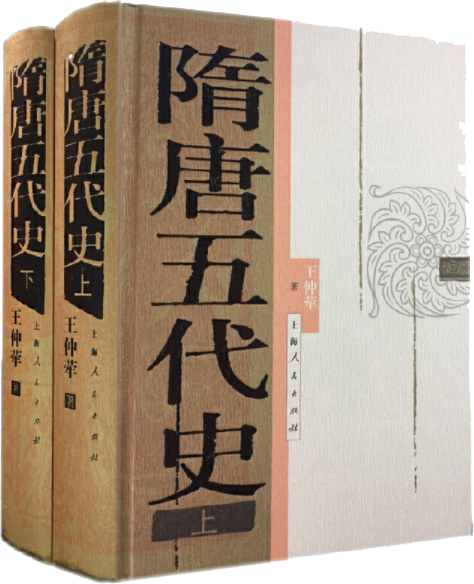 隋唐五代史
上
王仲荦
著
上海人民出版社
隋唐五代史
上
王仲荦
著
上海人民出版社
隋唐五代史
下
王仲荦
著
上海人民出版社